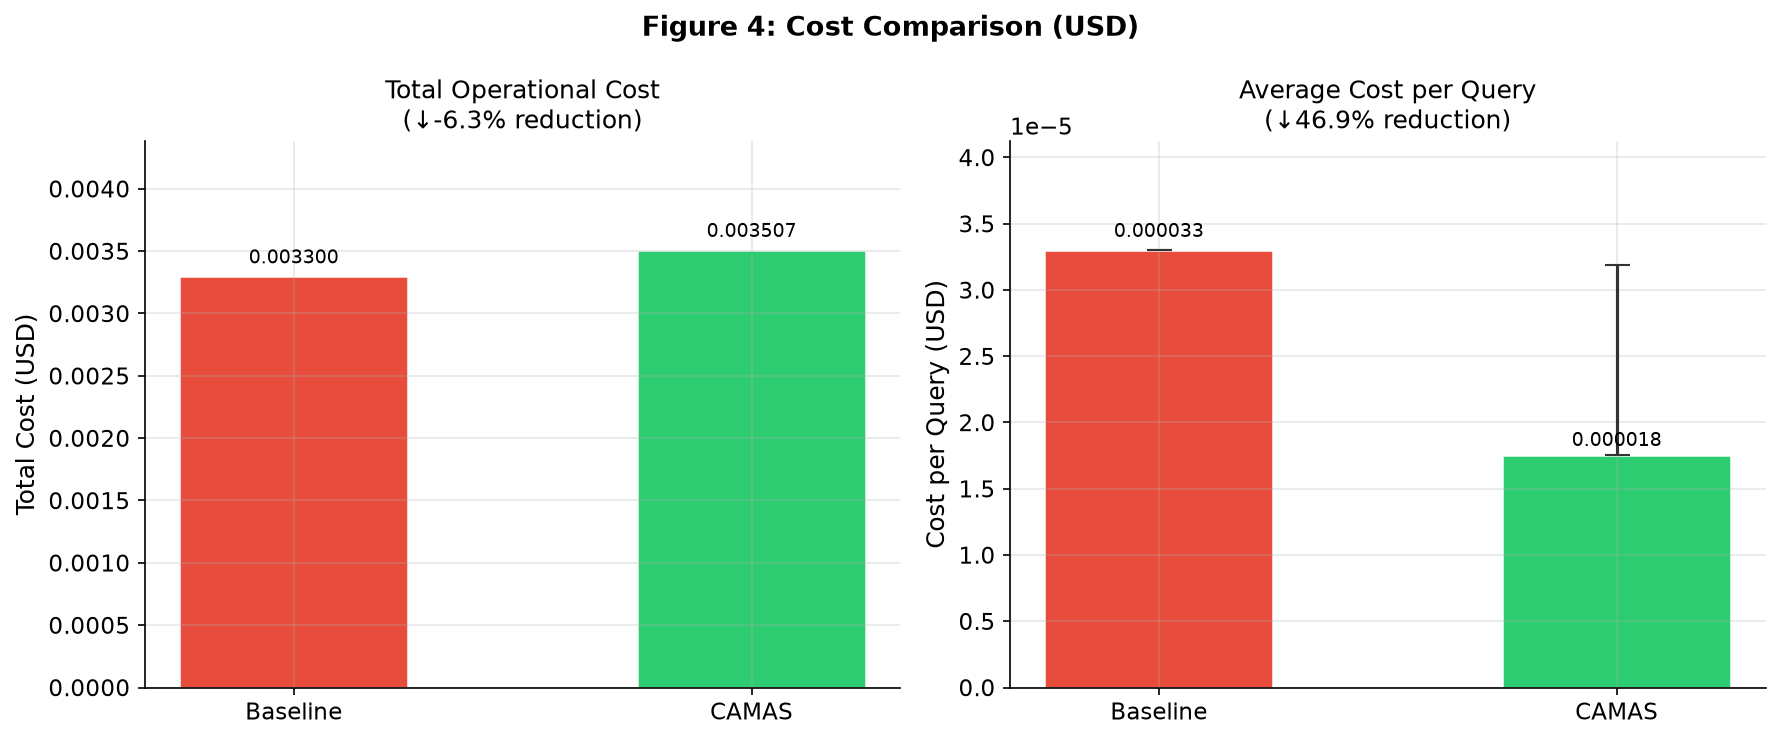 Figure 4: Cost Comparison (USD)
Total Operational Cost
(↓-6.3% reduction)
Total Cost (USD)
0.0040
0.0035
0.0030
0.0025
0.0020
0.0015
0.0010
0.0005
0.0000
0.003300
0.003507
Baseline
CAMAS
Average Cost per Query
(↓46.9% reduction)
1e−5
Cost per Query (USD)
4.0
3.5
3.0
2.5
2.0
1.5
1.0
0.5
0.0
0.000033
0.000018
Baseline
CAMAS